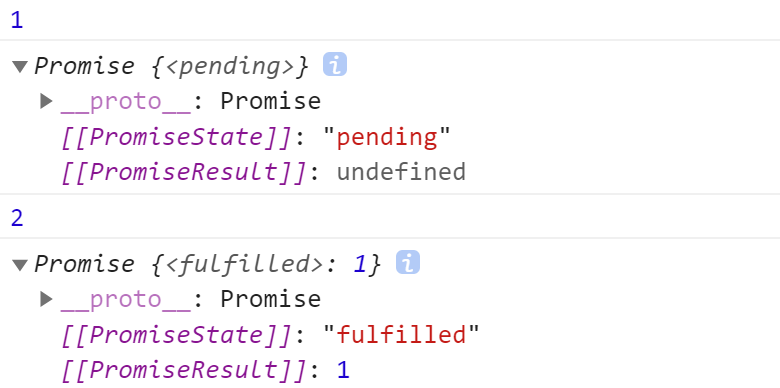 1
Promise {<pending>} i
__proto__: Promise
[[PromiseState]]: "pending"
[[PromiseResult]]: undefined
2
Promise {<fulfilled>: 1} i
__proto__: Promise
[[PromiseState]]: "fulfilled"
[[PromiseResult]]: 1